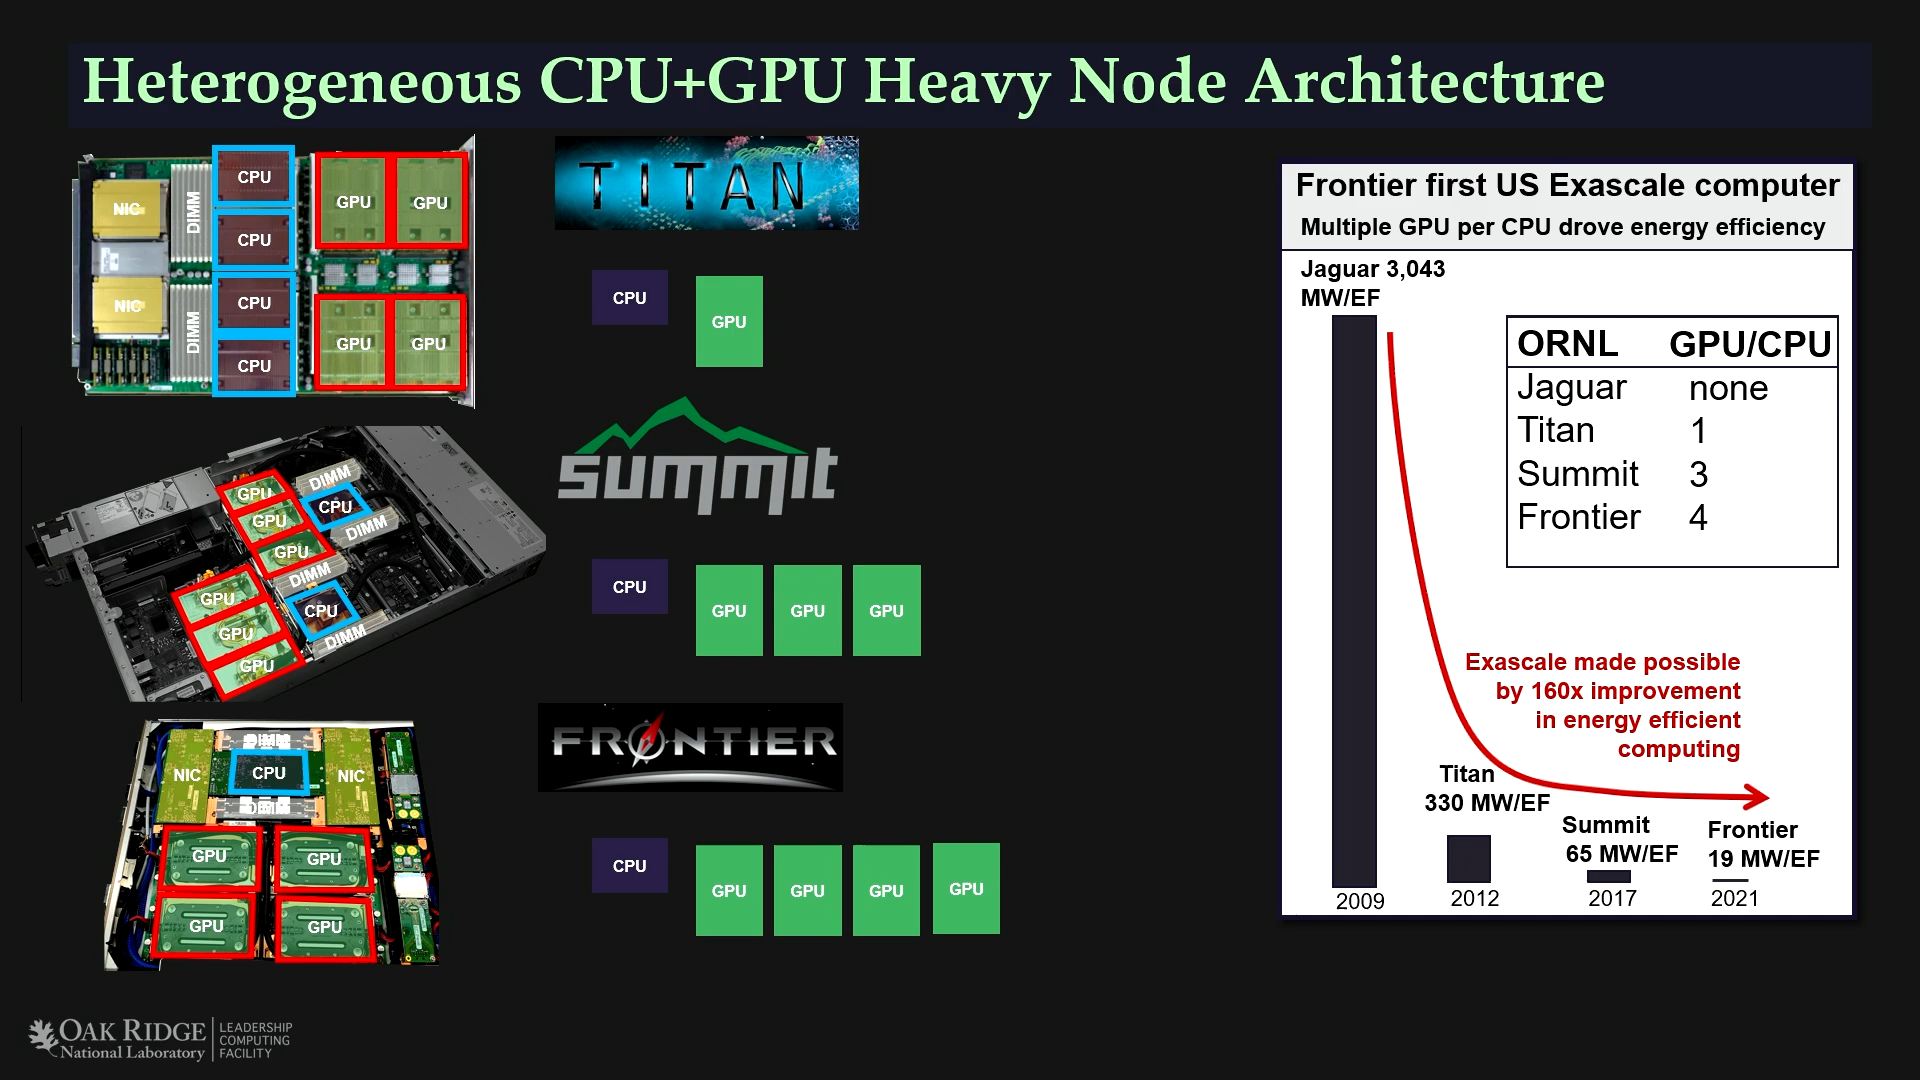 Heterogeneous CPU+GPU Heavy Node Architecture
NIC
NIC
DIMM
DIMM
CPU
CPU
CPU
CPU
GPU
GPU
GPU
GPU
TITAN
CPU
GPU
GPU
GPU
GPU
GPU
GPU
GPU
DIMM
CPU
DIMM
DIMM
CPU
DIMM
summit
CPU
GPU
GPU
GPU
DIMM
NIC
CPU
NIC
DIMM
GPU
GPU
GPU
GPU
FRONTIER
CPU
GPU
GPU
GPU
GPU
Frontier first US Exascale computer
Multiple GPU per CPU drove energy efficiency
Jaguar 3,043
MW/EF
ORNL GPU/CPU
Jaguar none
Titan 1
Summit 3
Frontier 4
Exascale made possible
by 160x improvement
in energy efficient
computing
Titan
330 MW/EF
Summit
65 MW/EF
Frontier
19 MW/EF
2009
2012
2017
2021
OAK RIDGE
National Laboratory
LEADERSHIP
COMPUTING
FACILITY